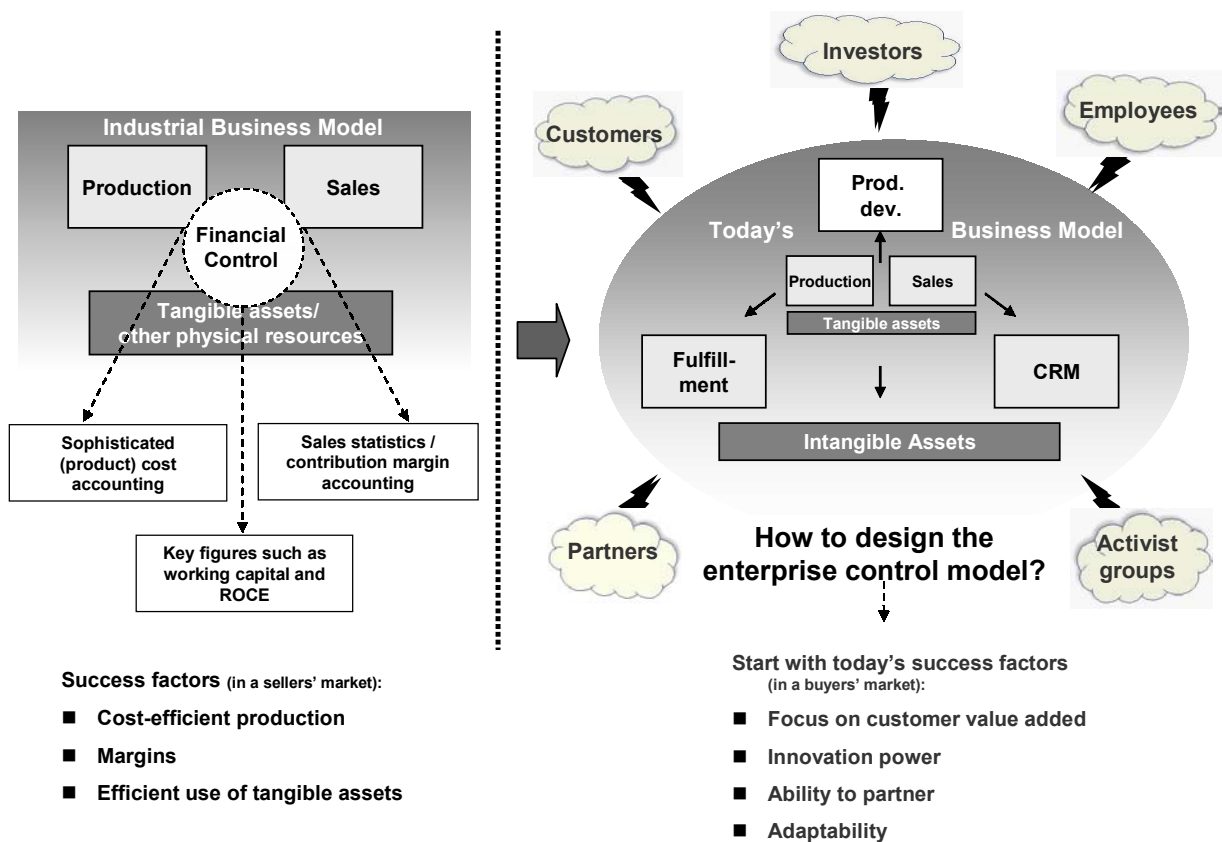 Industrial Business Model
Production
Sales
Financial
Control
Tangible assets/
other physical resources
Sophisticated
(product) cost
accounting
Sales statistics /
contribution margin
accounting
Key figures such as
working capital and
ROCE
Success factors (in a sellers' market):
■ Cost-efficient production
■ Margins
■ Efficient use of tangible assets
Investors
Customers
Employees
Prod.
dev.
Today's Business Model
Production
Sales
Tangible assets
Fulfill-
ment
CRM
Intangible Assets
Partners
Activist
groups
How to design the
enterprise control model?
Start with today's success factors
(in a buyers' market):
■ Focus on customer value added
■ Innovation power
■ Ability to partner
■ Adaptability